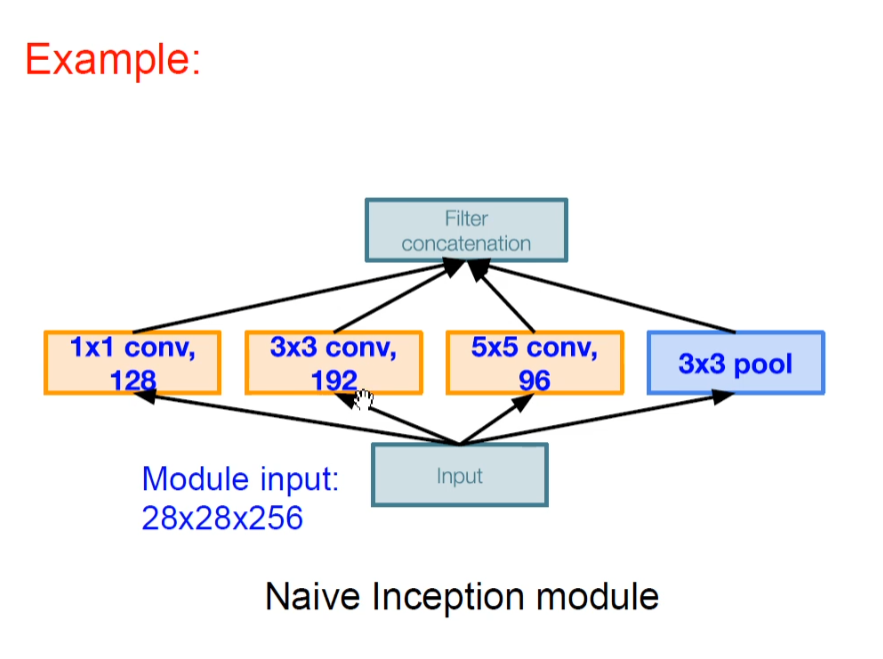 Example:
Filter
concatenation
1x1 conv,
128
3x3 conv,
192
5x5 conv,
96
3x3 pool
Input
Module input:
28x28x256
Naive Inception module